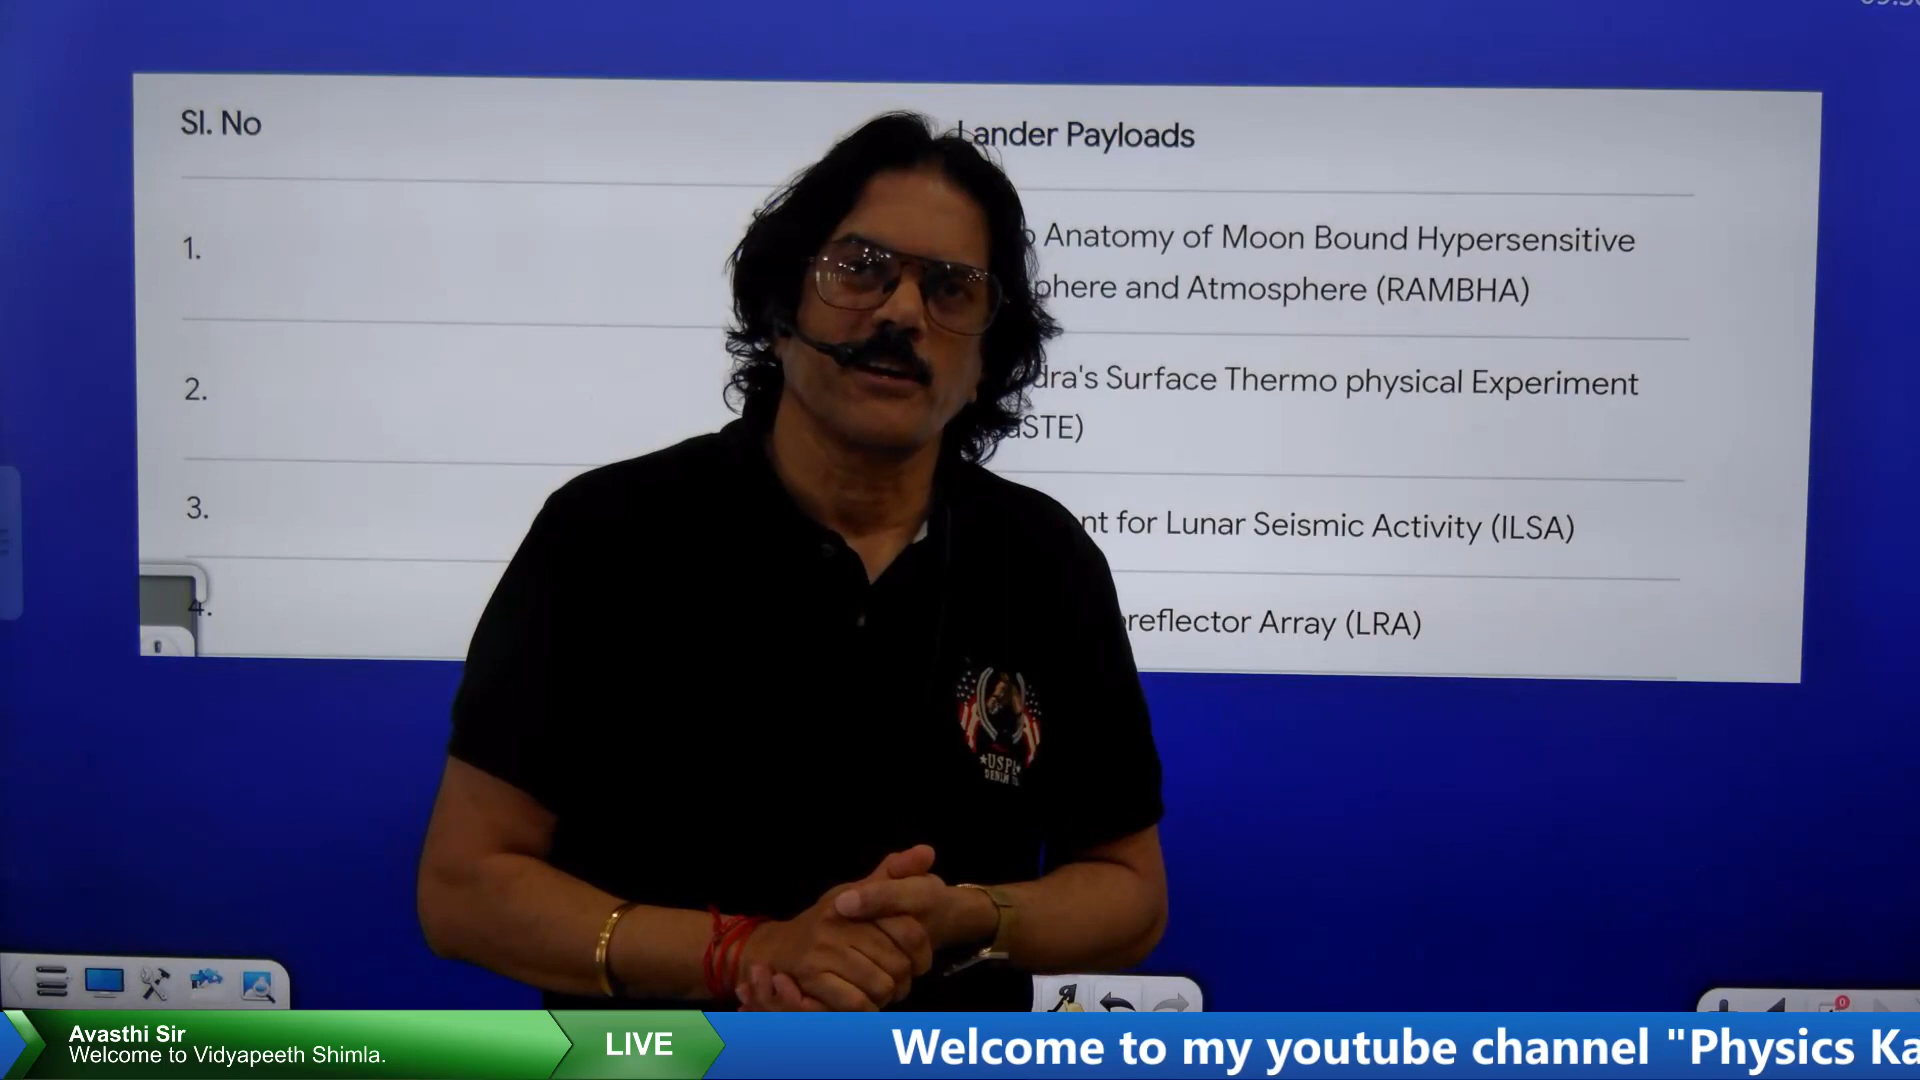 Sl. No
Lander Payloads
1.
Anatomy of Moon Bound Hypersensitive
phere and Atmosphere (RAMBHA)
2.
dra's Surface Thermo physical Experiment
STE)
3.
nt for Lunar Seismic Activity (ILSA)
4.
reflector Array (LRA)
USP
DENIM
Avasthi Sir
Welcome to Vidyapeeth Shimla.
LIVE
Welcome to my youtube channel "Physics Ka